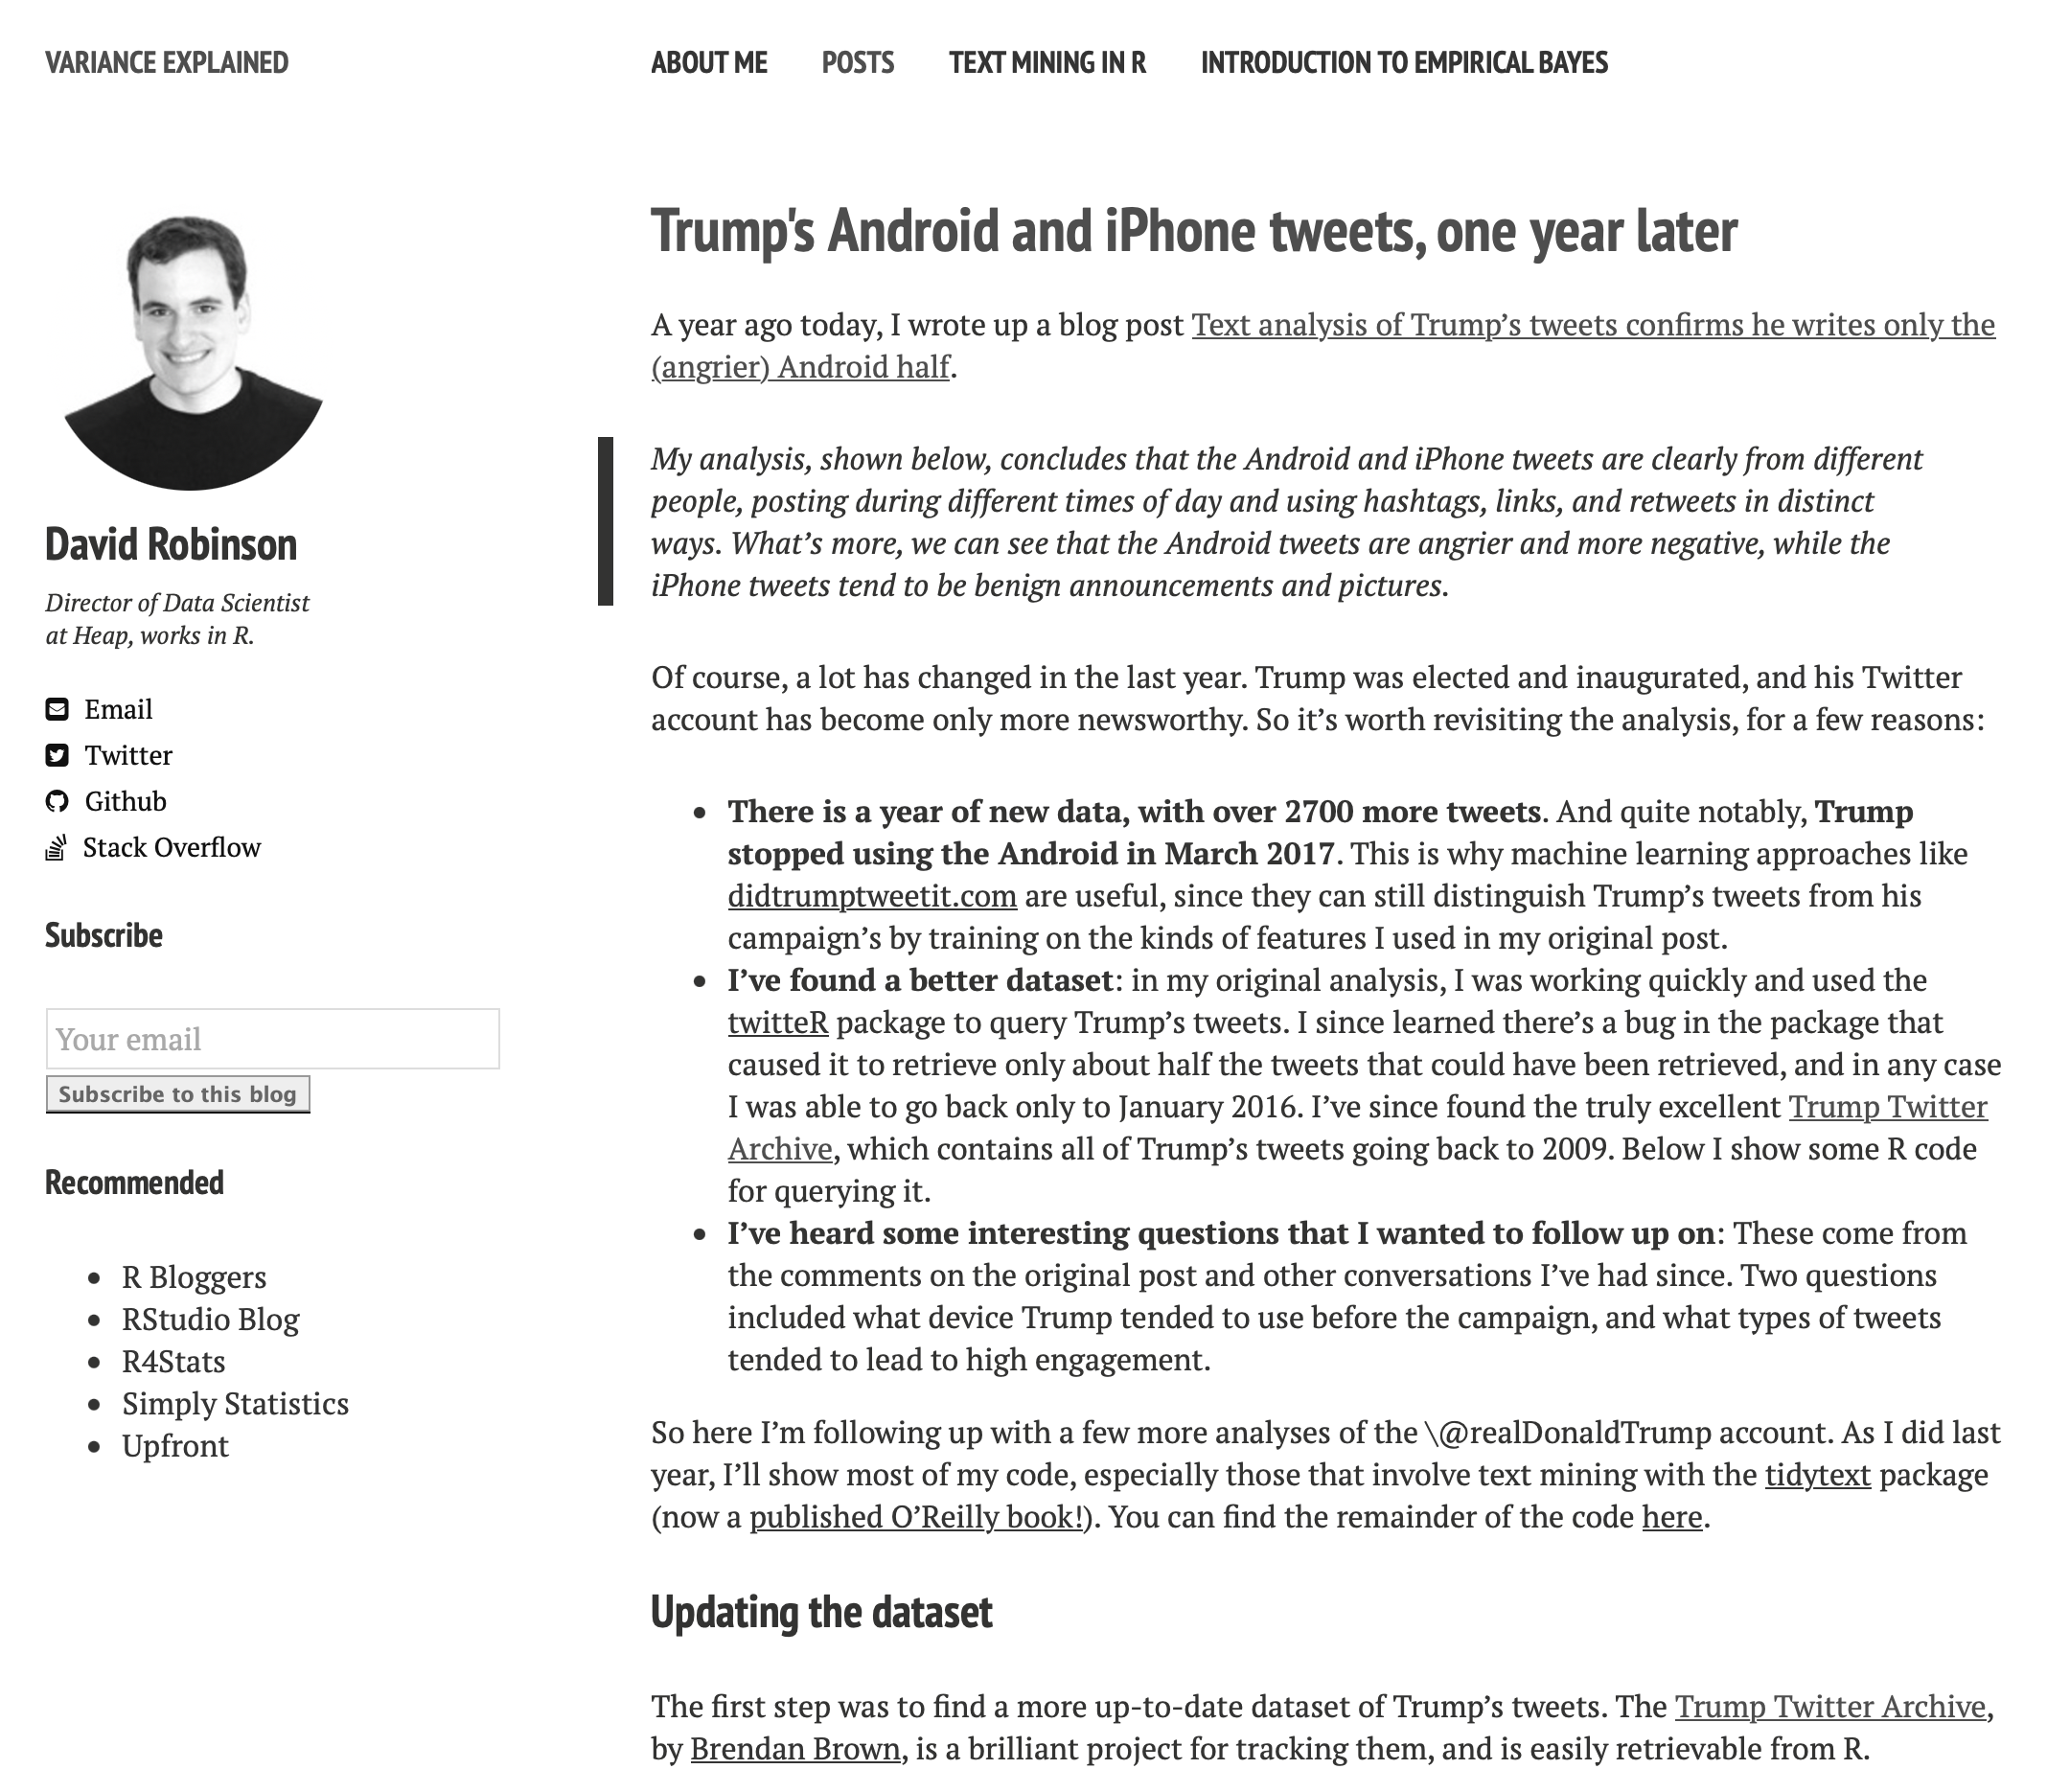 VARIANCE EXPLAINED
ABOUT ME
POSTS
TEXT MINING IN R
INTRODUCTION TO EMPIRICAL BAYES
David Robinson
Director of Data Scientist
at Heap, works in R.
Email
Twitter
Github
Stack Overflow
Subscribe
Your email
Subscribe to this blog
Recommended
• R Bloggers
• RStudio Blog
• R4Stats
• Simply Statistics
• Upfront
Trump's Android and iPhone tweets, one year later
A year ago today, I wrote up a blog post Text analysis of Trump’s tweets confirms he writes only the
(angrier) Android half.
My analysis, shown below, concludes that the Android and iPhone tweets are clearly from different
people, posting during different times of day and using hashtags, links, and retweets in distinct
ways. What’s more, we can see that the Android tweets are angrier and more negative, while the
iPhone tweets tend to be benign announcements and pictures.
Of course, a lot has changed in the last year. Trump was elected and inaugurated, and his Twitter
account has become only more newsworthy. So it’s worth revisiting the analysis, for a few reasons:
• There is a year of new data, with over 2700 more tweets. And quite notably, Trump
stopped using the Android in March 2017. This is why machine learning approaches like
didtrumptweetit.com are useful, since they can still distinguish Trump’s tweets from his
campaign’s by training on the kinds of features I used in my original post.
• I’ve found a better dataset: in my original analysis, I was working quickly and used the
twitteR package to query Trump’s tweets. I since learned there’s a bug in the package that
caused it to retrieve only about half the tweets that could have been retrieved, and in any case
I was able to go back only to January 2016. I’ve since found the truly excellent Trump Twitter
Archive, which contains all of Trump’s tweets going back to 2009. Below I show some R code
for querying it.
• I’ve heard some interesting questions that I wanted to follow up on: These come from
the comments on the original post and other conversations I’ve had since. Two questions
included what device Trump tended to use before the campaign, and what types of tweets
tended to lead to high engagement.
So here I’m following up with a few more analyses of the \@realDonaldTrump account. As I did last
year, I’ll show most of my code, especially those that involve text mining with the tidytext package
(now a published O’Reilly book!). You can find the remainder of the code here.
Updating the dataset
The first step was to find a more up-to-date dataset of Trump’s tweets. The Trump Twitter Archive,
by Brendan Brown, is a brilliant project for tracking them, and is easily retrievable from R.